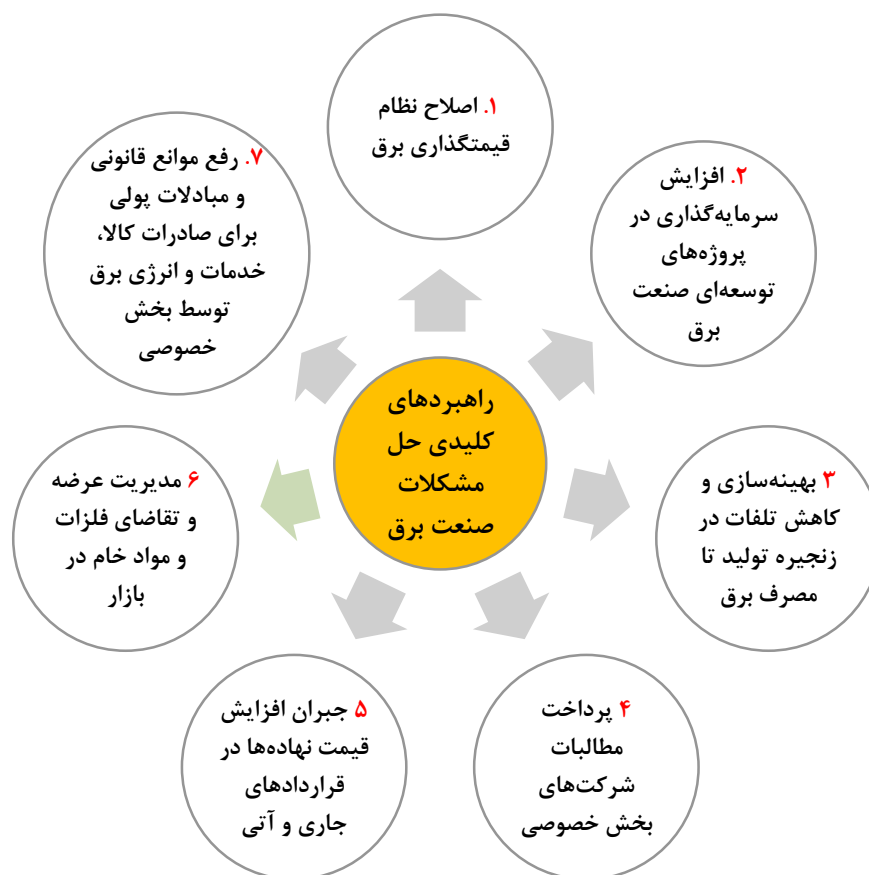 ۱. اصلاح نظام
قیمتگذاری برق
۲. افزایش
سرمایه‌گذاری در
پروژه‌های
توسعه‌ای صنعت
برق
۳ بهینه‌سازی و
کاهش تلفات در
زنجیره تولید تا
مصرف برق
۴ پرداخت
مطالبات
شرکت‌های
بخش خصوصی
۵ جبران افزایش
قیمت نهاده‌ها در
قراردادهای
جاری و آتی
۶ مدیریت عرضه
و تقاضای فلزات
و مواد خام در
بازار
۷. رفع موانع قانونی
و مبادلات پولی
برای صادرات کالا،
خدمات و انرژی برق
توسط بخش
خصوصی
راهبردهای
کلیدی حل
مشکلات
صنعت برق